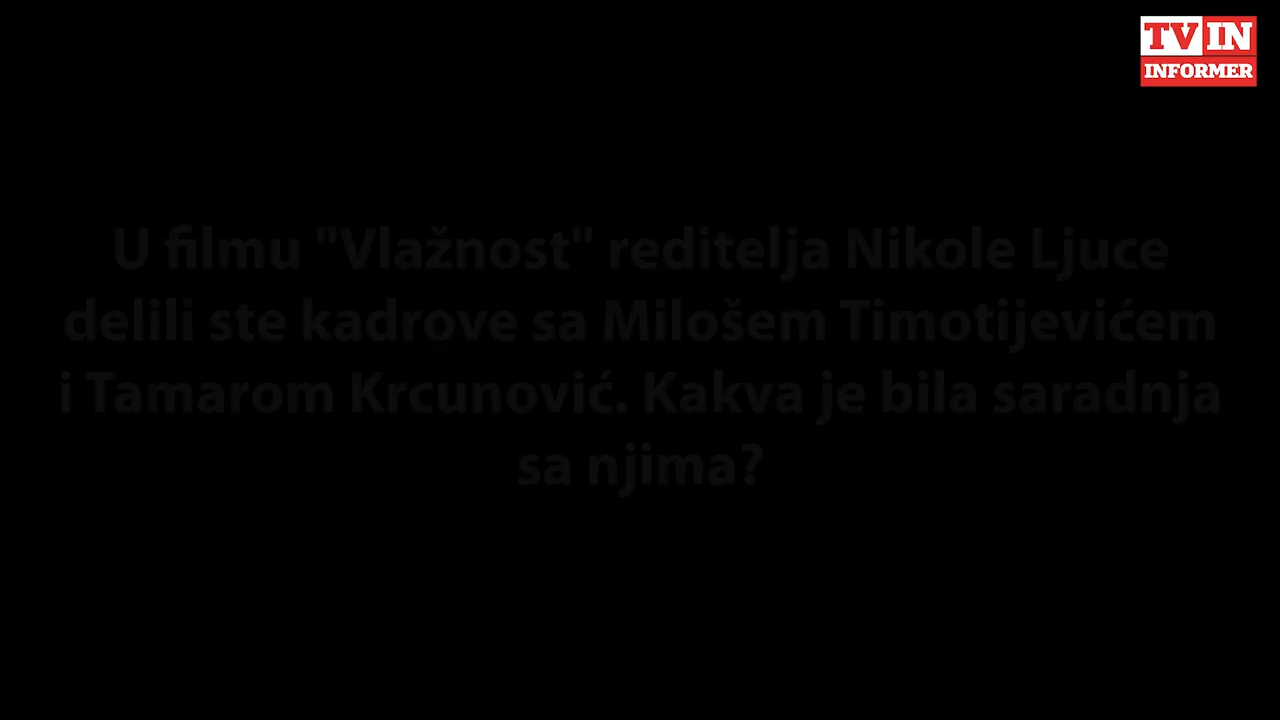 TV IN
INFORMER
U filmu "Vlažnost" reditelja Nikole Ljuce
delili ste kadrove sa Milošem Timotijevićem
i Tamarom Krcunović. Kakva je bila saradnja
sa njima?